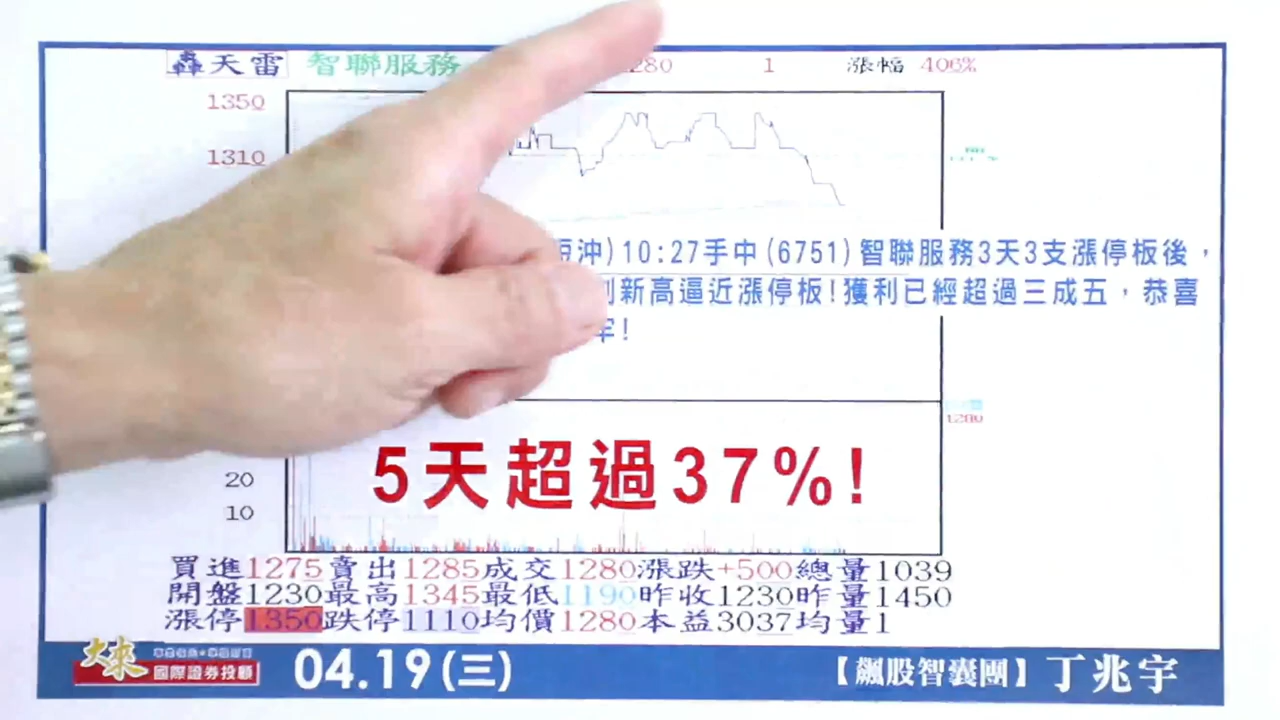 轟天雷 智聯服務 1280 1 漲幅 406%
1350
1310
短沖)10:27手中(6751)智聯服務3天3支漲停板後，
創新高逼近漲停板!獲利已經超過三成五，恭喜
牢!
1280
5天超過37%!
20
10
買進1275賣出1285成交1280漲跌+500總量1039
開盤1230最高1345最低1190昨收1230昨量1450
漲停1350跌停1110均價1280本益3037均量1
大來 國際證券投顧 04.19(三) 【飆股智囊團】丁兆宇